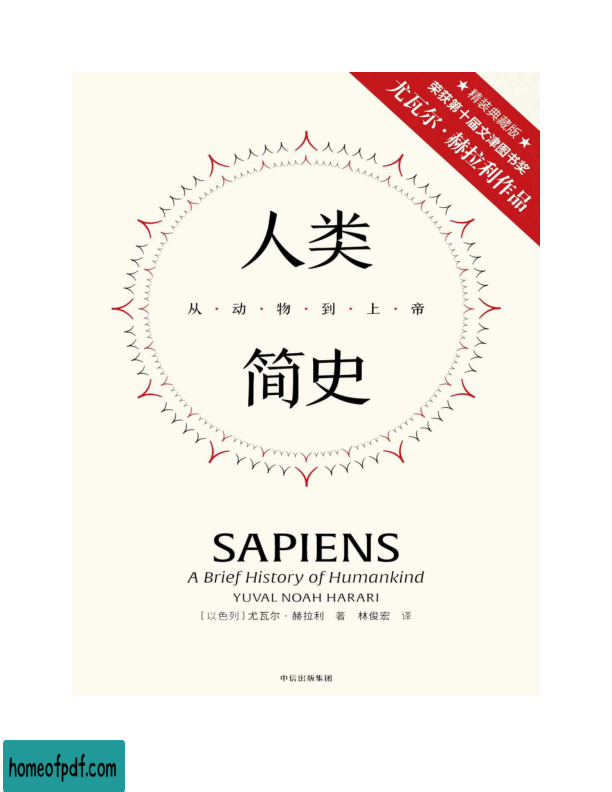 ★ 精装典藏版 ★
荣获第十届文津图书奖
尤瓦尔·赫拉利作品
人类
从·动·物·到·上·帝
简史
SAPIENS
A Brief History of Humankind
YUVAL NOAH HARARI
[以色列]尤瓦尔·赫拉利 著 林俊宏 译
中信出版集团
homeofpdf.com